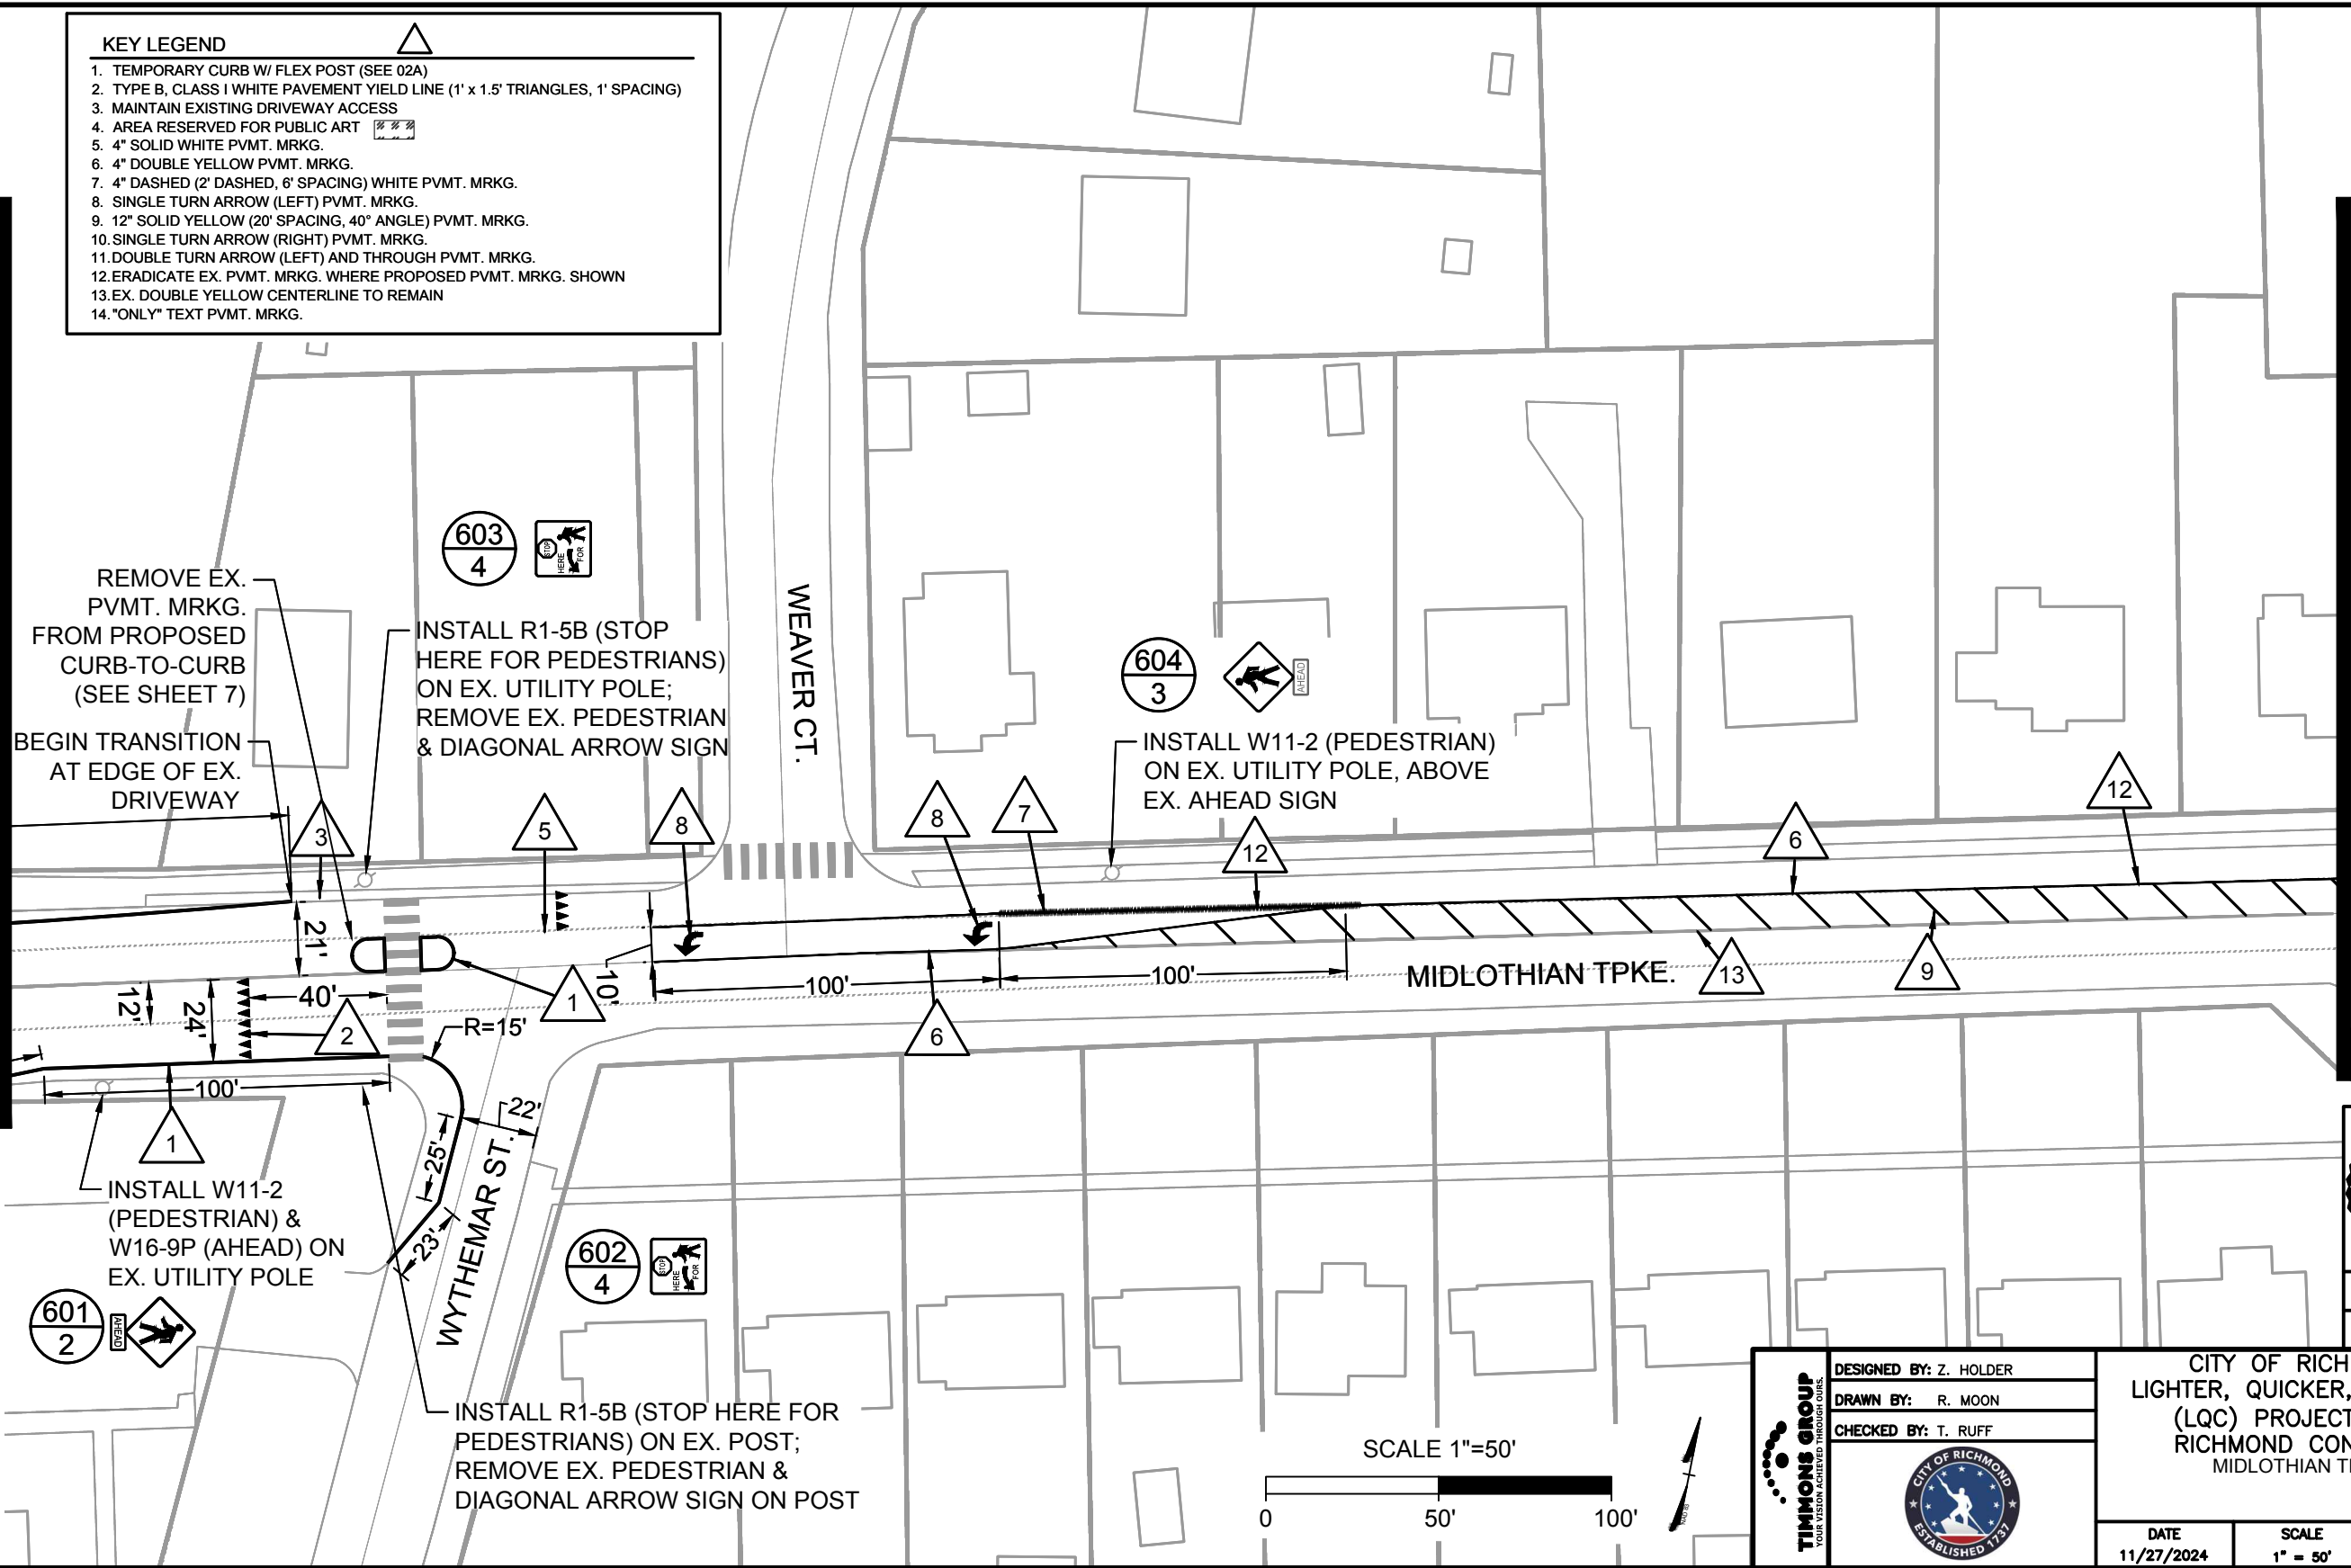 KEY LEGEND
1. TEMPORARY CURB W/ FLEX POST (SEE 02A)
2. TYPE B, CLASS I WHITE PAVEMENT YIELD LINE (1' x 1.5' TRIANGLES, 1' SPACING)
3. MAINTAIN EXISTING DRIVEWAY ACCESS
4. AREA RESERVED FOR PUBLIC ART
5. 4" SOLID WHITE PVMT. MRKG.
6. 4" DOUBLE YELLOW PVMT. MRKG.
7. 4" DASHED (2' DASHED, 6' SPACING) WHITE PVMT. MRKG.
8. SINGLE TURN ARROW (LEFT) PVMT. MRKG.
9. 12" SOLID YELLOW (20' SPACING, 40° ANGLE) PVMT. MRKG.
10. SINGLE TURN ARROW (RIGHT) PVMT. MRKG.
11. DOUBLE TURN ARROW (LEFT) AND THROUGH PVMT. MRKG.
12. ERADICATE EX. PVMT. MRKG. WHERE PROPOSED PVMT. MRKG. SHOWN
13. EX. DOUBLE YELLOW CENTERLINE TO REMAIN
14. "ONLY" TEXT PVMT. MRKG.
603
4
STOP
HERE
FOR
REMOVE EX.
PVMT. MRKG.
FROM PROPOSED
CURB-TO-CURB
(SEE SHEET 7)
BEGIN TRANSITION
AT EDGE OF EX.
DRIVEWAY
INSTALL R1-5B (STOP
HERE FOR PEDESTRIANS)
ON EX. UTILITY POLE;
REMOVE EX. PEDESTRIAN
& DIAGONAL ARROW SIGN
WEAVER CT.
604
3
AHEAD
INSTALL W11-2 (PEDESTRIAN)
ON EX. UTILITY POLE, ABOVE
EX. AHEAD SIGN
3
5
8
8
7
12
6
12
21'
10'
100'
100'
MIDLOTHIAN TPKE.
13
9
12'
24'
40'
2
1
6
R=15'
100'
1
22'
25'
23'
WYTHEMAR ST.
INSTALL W11-2
(PEDESTRIAN) &
W16-9P (AHEAD) ON
EX. UTILITY POLE
601
2
AHEAD
602
4
STOP
HERE
FOR
INSTALL R1-5B (STOP HERE FOR
PEDESTRIANS) ON EX. POST;
REMOVE EX. PEDESTRIAN &
DIAGONAL ARROW SIGN ON POST
SCALE 1"=50'
0
50'
100'
TIMMONS GROUP
YOUR VISION ACHIEVED THROUGH OURS.
DESIGNED BY: Z. HOLDER
DRAWN BY: R. MOON
CHECKED BY: T. RUFF
CITY OF RICHMOND
ESTABLISHED 1737
CITY OF RICH
LIGHTER, QUICKER,
(LQC) PROJECT
RICHMOND CON
MIDLOTHIAN T
DATE
11/27/2024
SCALE
1" = 50'